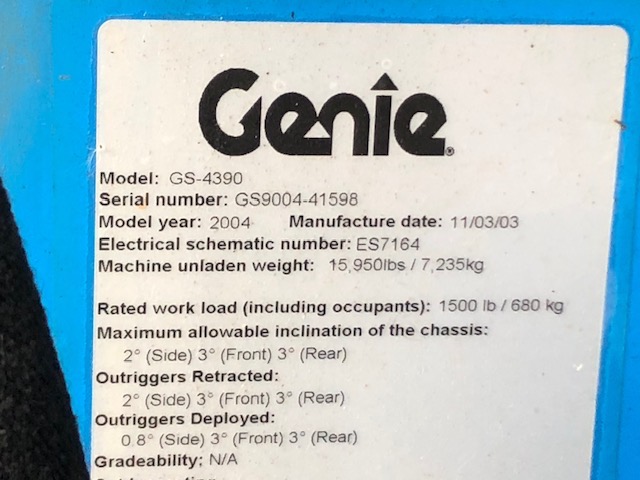 Genie
Model: GS-4390
Serial number: GS9004-41598
Model year: 2004 Manufacture date: 11/03/03
Electrical schematic number: ES7164
Machine unladen weight: 15,950lbs / 7,235kg
Rated work load (including occupants): 1500 lb / 680 kg
Maximum allowable inclination of the chassis:
2° (Side) 3° (Front) 3° (Rear)
Outriggers Retracted:
2° (Side) 3° (Front) 3° (Rear)
Outriggers Deployed:
0.8° (Side) 3° (Front) 3° (Rear)
Gradeability: N/A